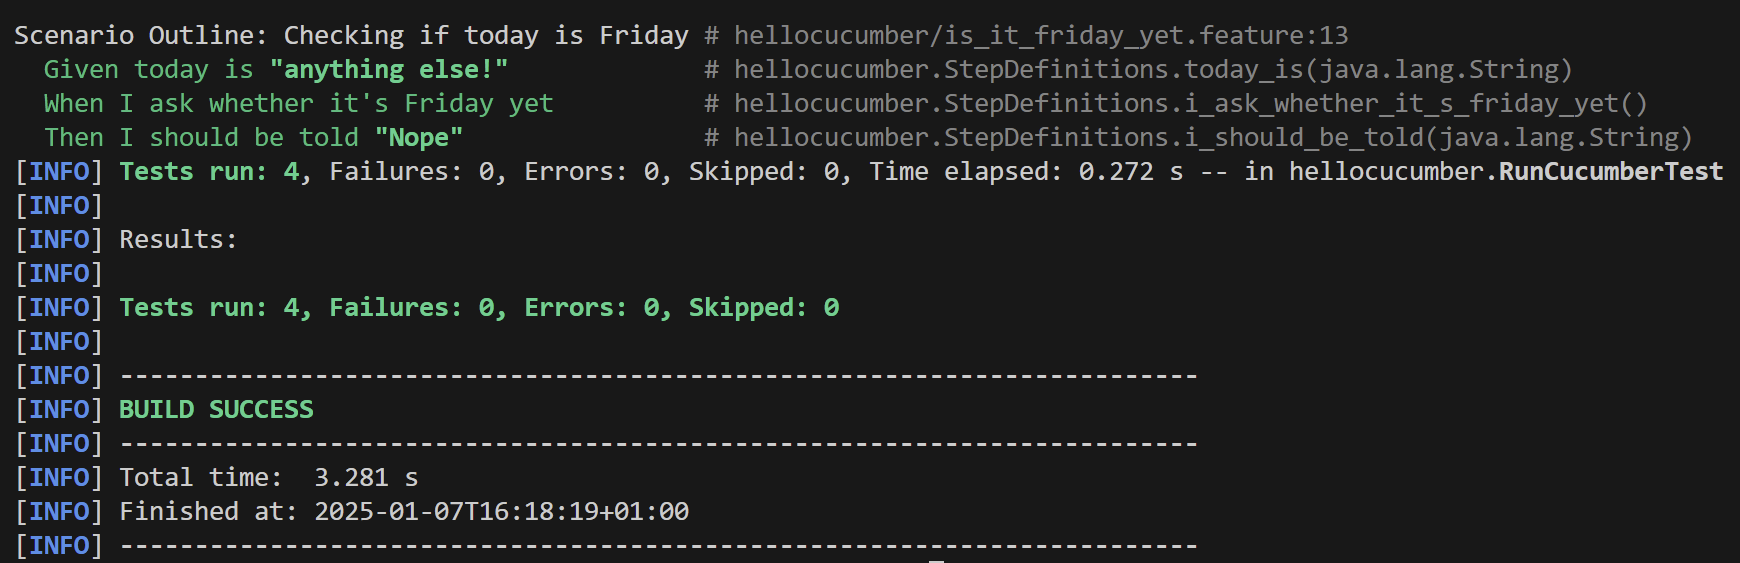 Scenario Outline: Checking if today is Friday # hellocucumber/is_it_friday_yet.feature:13
  Given today is "anything else!"             # hellocucumber.StepDefinitions.today_is(java.lang.String)
  When I ask whether it's Friday yet          # hellocucumber.StepDefinitions.i_ask_whether_it_s_friday_yet()
  Then I should be told "Nope"                # hellocucumber.StepDefinitions.i_should_be_told(java.lang.String)
[INFO] Tests run: 4, Failures: 0, Errors: 0, Skipped: 0, Time elapsed: 0.272 s -- in hellocucumber.RunCucumberTest
[INFO]
[INFO] Results:
[INFO]
[INFO] Tests run: 4, Failures: 0, Errors: 0, Skipped: 0
[INFO]
[INFO] ------------------------------------------------------------------------
[INFO] BUILD SUCCESS
[INFO] ------------------------------------------------------------------------
[INFO] Total time:  3.281 s
[INFO] Finished at: 2025-01-07T16:18:19+01:00
[INFO] ------------------------------------------------------------------------